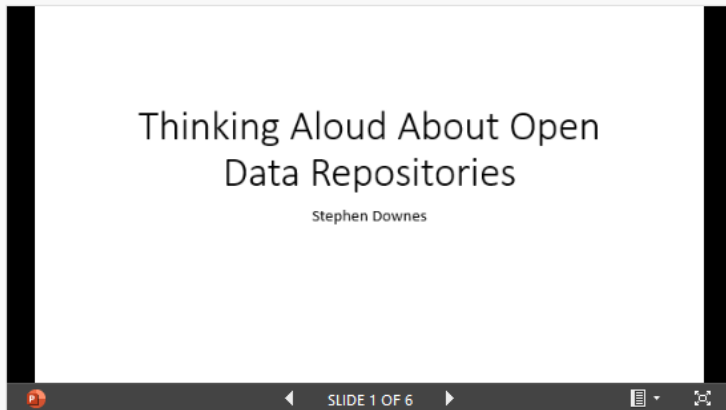 Thinking Aloud About Open
Data Repositories
Stephen Downes
P
SLIDE 1 OF 6